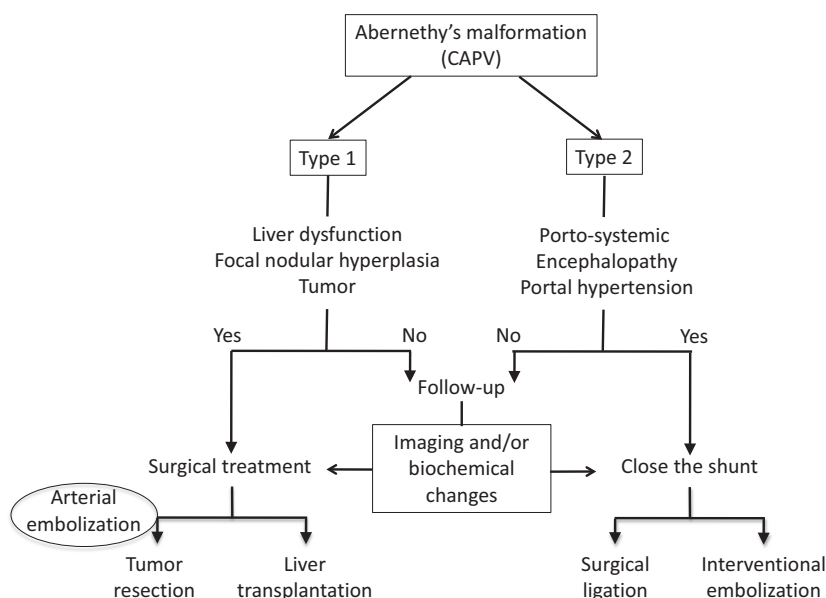 Abernethy's malformation
(CAPV)
Type 1
Type 2
Liver dysfunction
Focal nodular hyperplasia
Tumor
Porto-systemic
Encephalopathy
Portal hypertension
Yes
No
No
Yes
Follow-up
Imaging and/or
biochemical
changes
Surgical treatment
Close the shunt
Arterial
embolization
Tumor
resection
Liver
transplantation
Surgical
ligation
Interventional
embolization